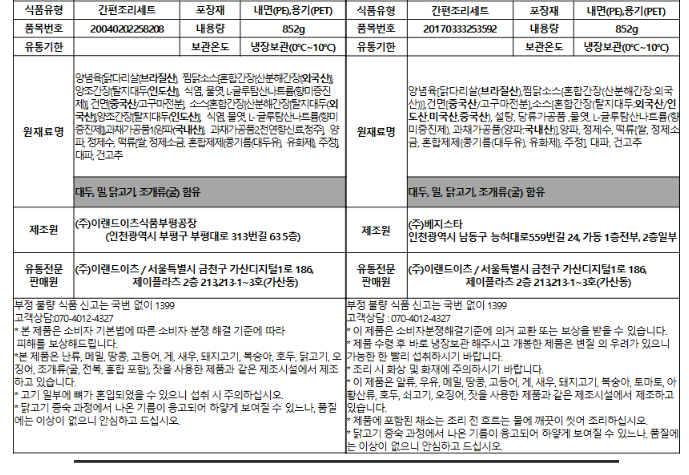 식품유형 간편조리세트 포장재 내면(PE),용기(PET)
품목번호 20040202258208 내용량 852g
유통기한 보관온도 냉장보관(0℃~10℃)
원재료명
양념육[닭다리살(브라질산), 찜닭소스{혼합간장(산분해간장(외국산)),
양조간장(탈지대두(인도산)), 식염, 물엿, L-글루탐산나트륨(향미증진
제)}, 건면(중국산/고구마전분), 소스{혼합간장(산분해간장(탈지대두:외
국산),양조간장(탈지대두(인도산)), 식염, 물엿, L-글루탐산나트륨(향미
증진제)},과채가공품1(양파(국내산)), 과채가공품2천연향신료청주], 양
파, 정제수, 떡류(쌀, 정제소금, 혼합제제(콩기름(대두유), 유화제), 주정),
대파, 건고추
대두, 밀, 닭고기, 조개류(굴) 함유
제조원
(주)이랜드이츠식품부평공장
(인천광역시 부평구 부평대로 313번길 63 5층)
유통전문
판매원
(주)이랜드이츠 / 서울특별시 금천구 가산디지털1로 186,
제이플라츠 2층 213,213-1~3호(가산동)
부정 불량 식품 신고는 국번 없이 1399
고객상담:070-4012-4327
* 본 제품은 소비자 기본법에 따른 소비자 분쟁 해결 기준에 따라
피해를 보상해드립니다.
*본 제품은 난류, 메밀, 땅콩, 고등어, 게, 새우, 돼지고기, 복숭아, 호두, 닭고기, 오
징어, 조개류(굴, 전복, 홍합 포함), 잣을 사용한 제품과 같은 제조시설에서 제조
하고 있습니다.
* 고기 일부에 뼈가 혼입되었을 수 있으니 섭취 시 주의하십시오.
* 닭고기 증숙 과정에서 나온 기름이 응고되어 하얗게 보여질 수 있느나, 품질
에는 이상이 없으니 안심하고 드십시오.
식품유형 간편조리세트 포장재 내면(PE),용기(PET)
품목번호 20170333253592 내용량 852g
유통기한 보관온도 냉장보관(0℃~10℃)
원재료명
양념육[닭다리살(브라질산),찜닭소스{혼합간장(산분해간장:외국
산)}],건면(중국산/고구마전분),소스{혼합간장(탈지대두:외국산/인
도산,미국산,중국산), 설탕, 당류가공품 ,물엿, L-글루탐산나트륨(향
미증진제), 과채가공품(양파:국내산)],양파, 정제수, 떡류(쌀, 정제소
금, 혼합제제(콩기름(대두유), 유화제), 주정), 대파, 건고추
대두, 밀, 닭고기, 조개류(굴) 함유
제조원
(주)베지스타
인천광역시 남동구 능허대로559번길 24, 가동 1층전부, 2층일부
유통전문
판매원
(주)이랜드이츠 / 서울특별시 금천구 가산디지털1로 186,
제이플라츠 2층 213,213-1~3호(가산동)
부정 불량 식품 신고는 국번 없이 1399
고객상담 : 070-4012-4327
* 이 제품은 소비자분쟁해결기준에 의거 교환 또는 보상을 받을 수 있습니다.
* 제품 수령 후 바로 냉장보관 해주시고 개봉한 제품은 변질 의 우려가 있으니
가능한 한 빨리 섭취하시기 바랍니다.
* 조리 시 화상 및 화재에 주의하시기 바랍니다.
* 이 제품은 알류, 우유, 메밀, 땅콩, 고등어, 게, 새우, 돼지고기, 복숭아, 토마토, 아
황산류, 호두, 쇠고기, 오징어, 잣을 사용한 제품과 같은 제조시설에서 제조하고
있습니다.
* 제품에 포함된 채소는 조리 전 흐르는 물에 깨끗이 씻어 조리하십시오.
* 닭고기 증숙 과정에서 나온 기름이 응고되어 하얗게 보여질 수 있느나, 품질에
는 이상이 없으니 안심하고 드십시오.